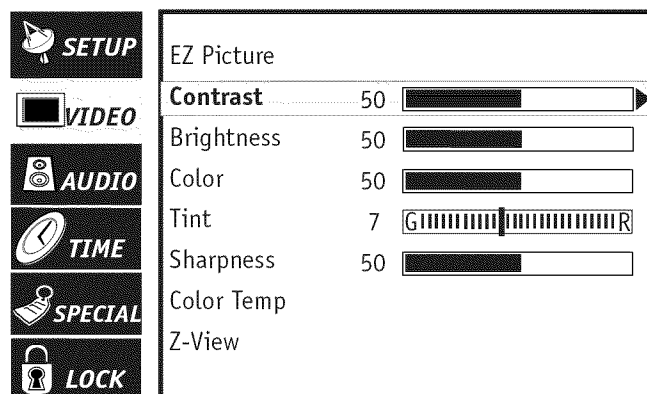 SETUP
VIDEO
AUDIO
TIME
SPECIAL
LOCK
EZ Picture
Contrast 50
Brightness 50
Color 50
Tint 7 G R
Sharpness 50
Color Temp
Z-View